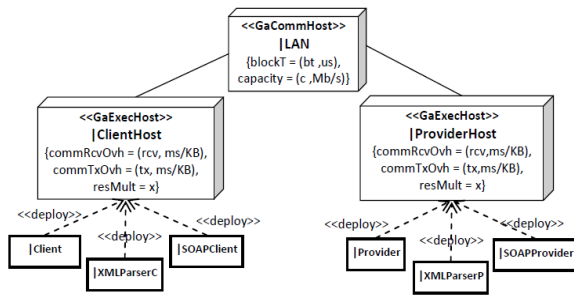 <<GaCommHost>>
|LAN
{blockT = (bt ,us),
capacity = (c ,Mb/s)}
<<GaExecHost>>
|ClientHost
{commRcvOvh = (rcv, ms/KB),
commTxOvh = (tx, ms/KB),
resMult = x}
<<GaExecHost>>
|ProviderHost
{commRcvOvh = (rcv,ms/KB),
commTxOvh = (tx,ms/KB),
resMult = x}
<<deploy>>
<<deploy>>
<<deploy>>
<<deploy>>
<<deploy>>
<<deploy>>
|Client
|XMLParserC
|SOAPClient
|Provider
|XMLParserP
|SOAPProvider